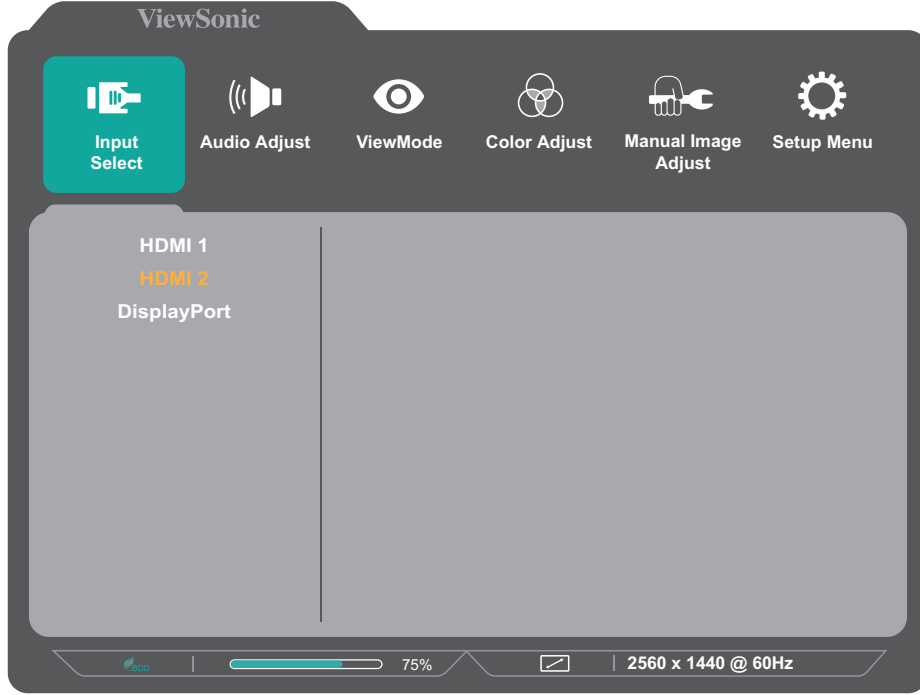 ViewSonic
Input
Select
Audio Adjust
ViewMode
Color Adjust
Manual Image
Adjust
Setup Menu
HDMI 1
HDMI 2
DisplayPort
eco
75%
2560 x 1440 @ 60Hz